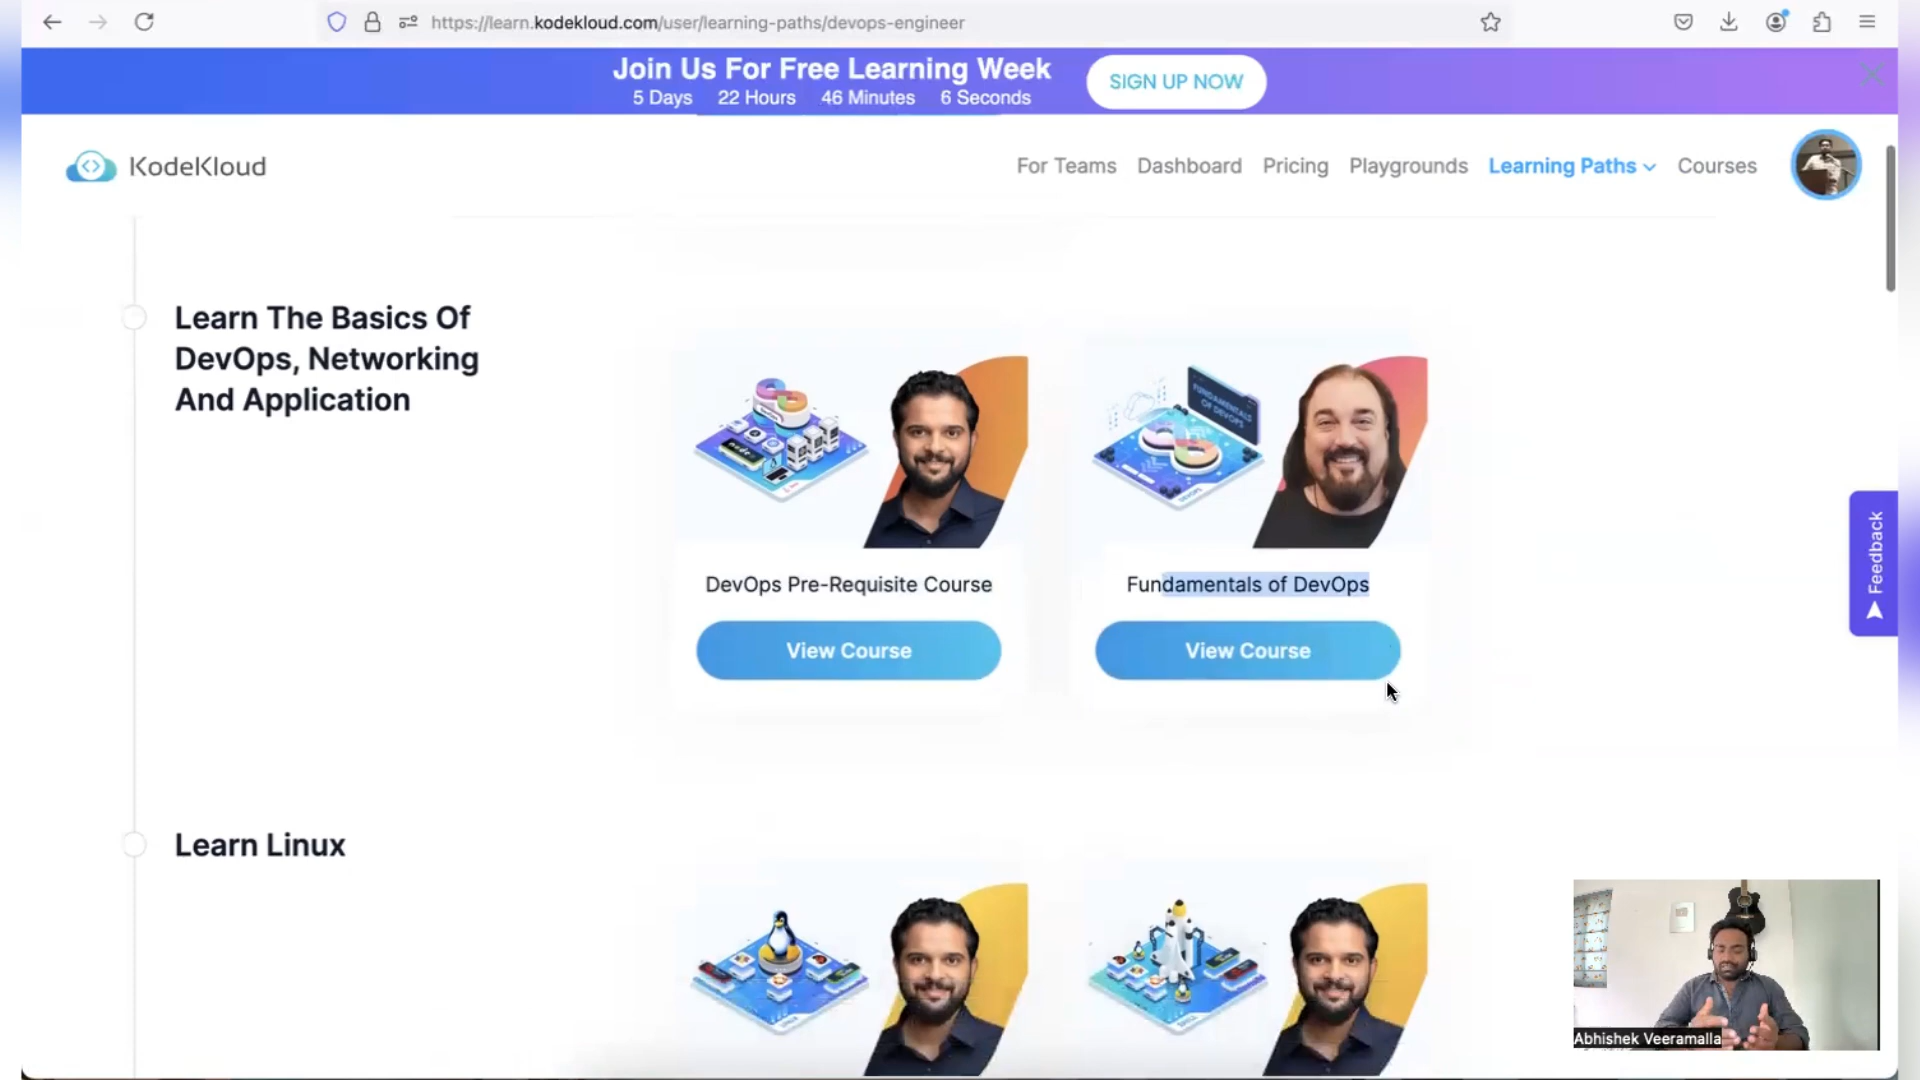 https://learn.kodekloud.com/user/learning-paths/devops-engineer
Join Us For Free Learning Week
5 Days 22 Hours 46 Minutes 6 Seconds
SIGN UP NOW
KodeKloud
For Teams Dashboard Pricing Playgrounds Learning Paths Courses
Learn The Basics Of
DevOps, Networking
And Application
FUNDAMENTALS
OF DEVOPS
DevOps Pre-Requisite Course
Fundamentals of DevOps
View Course
View Course
Feedback
Learn Linux
Abhishek Veeramalla